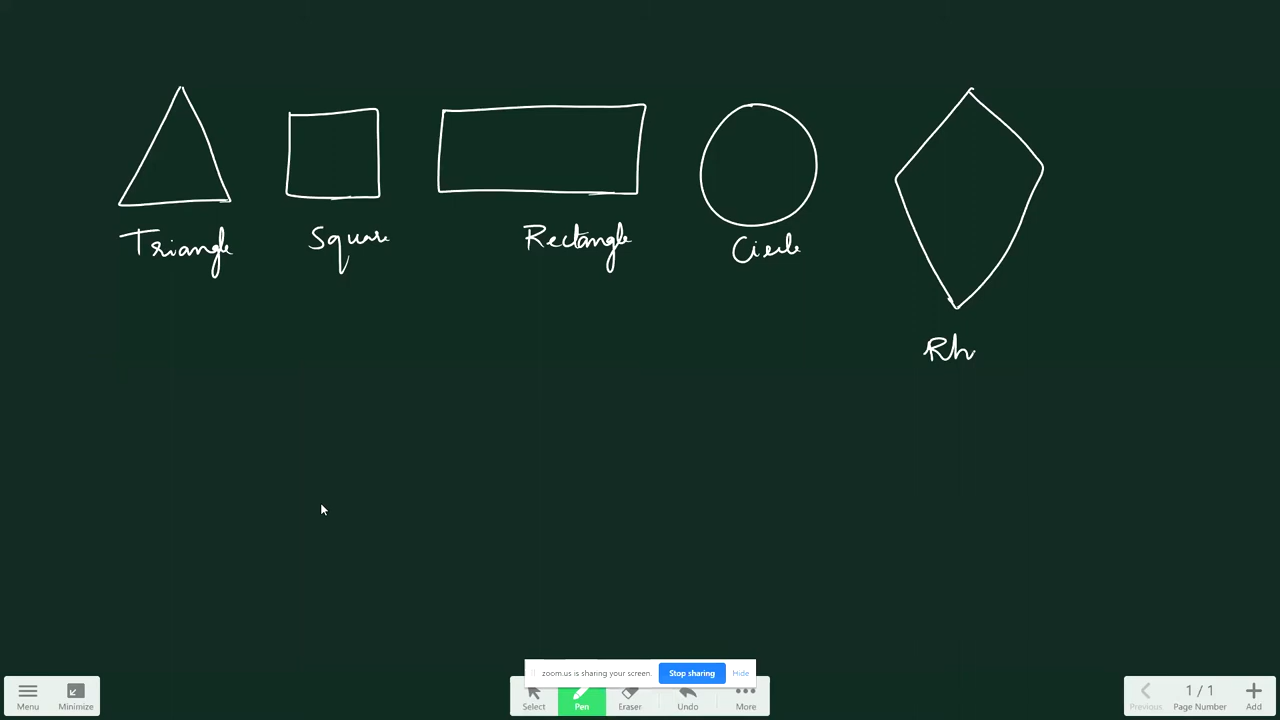 Triangle
Square
Rectangle
Circle
Rh
zoom.us is sharing your screen.
Stop sharing
Hide
Menu
Minimize
Select
Pen
Eraser
Undo
More
Previous
1 / 1
Page Number
Add